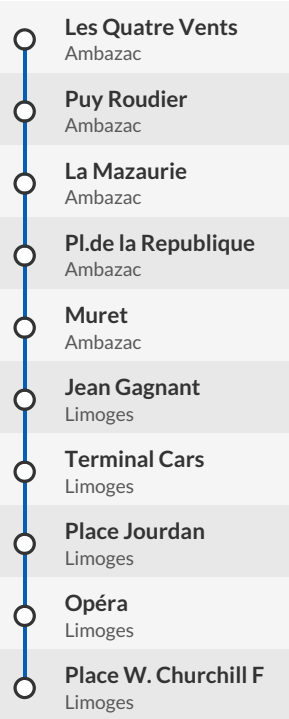 Les Quatre Vents
Ambazac
Puy Roudier
Ambazac
La Mazaurie
Ambazac
Pl.de la Republique
Ambazac
Muret
Ambazac
Jean Gagnant
Limoges
Terminal Cars
Limoges
Place Jourdan
Limoges
Opéra
Limoges
Place W. Churchill F
Limoges